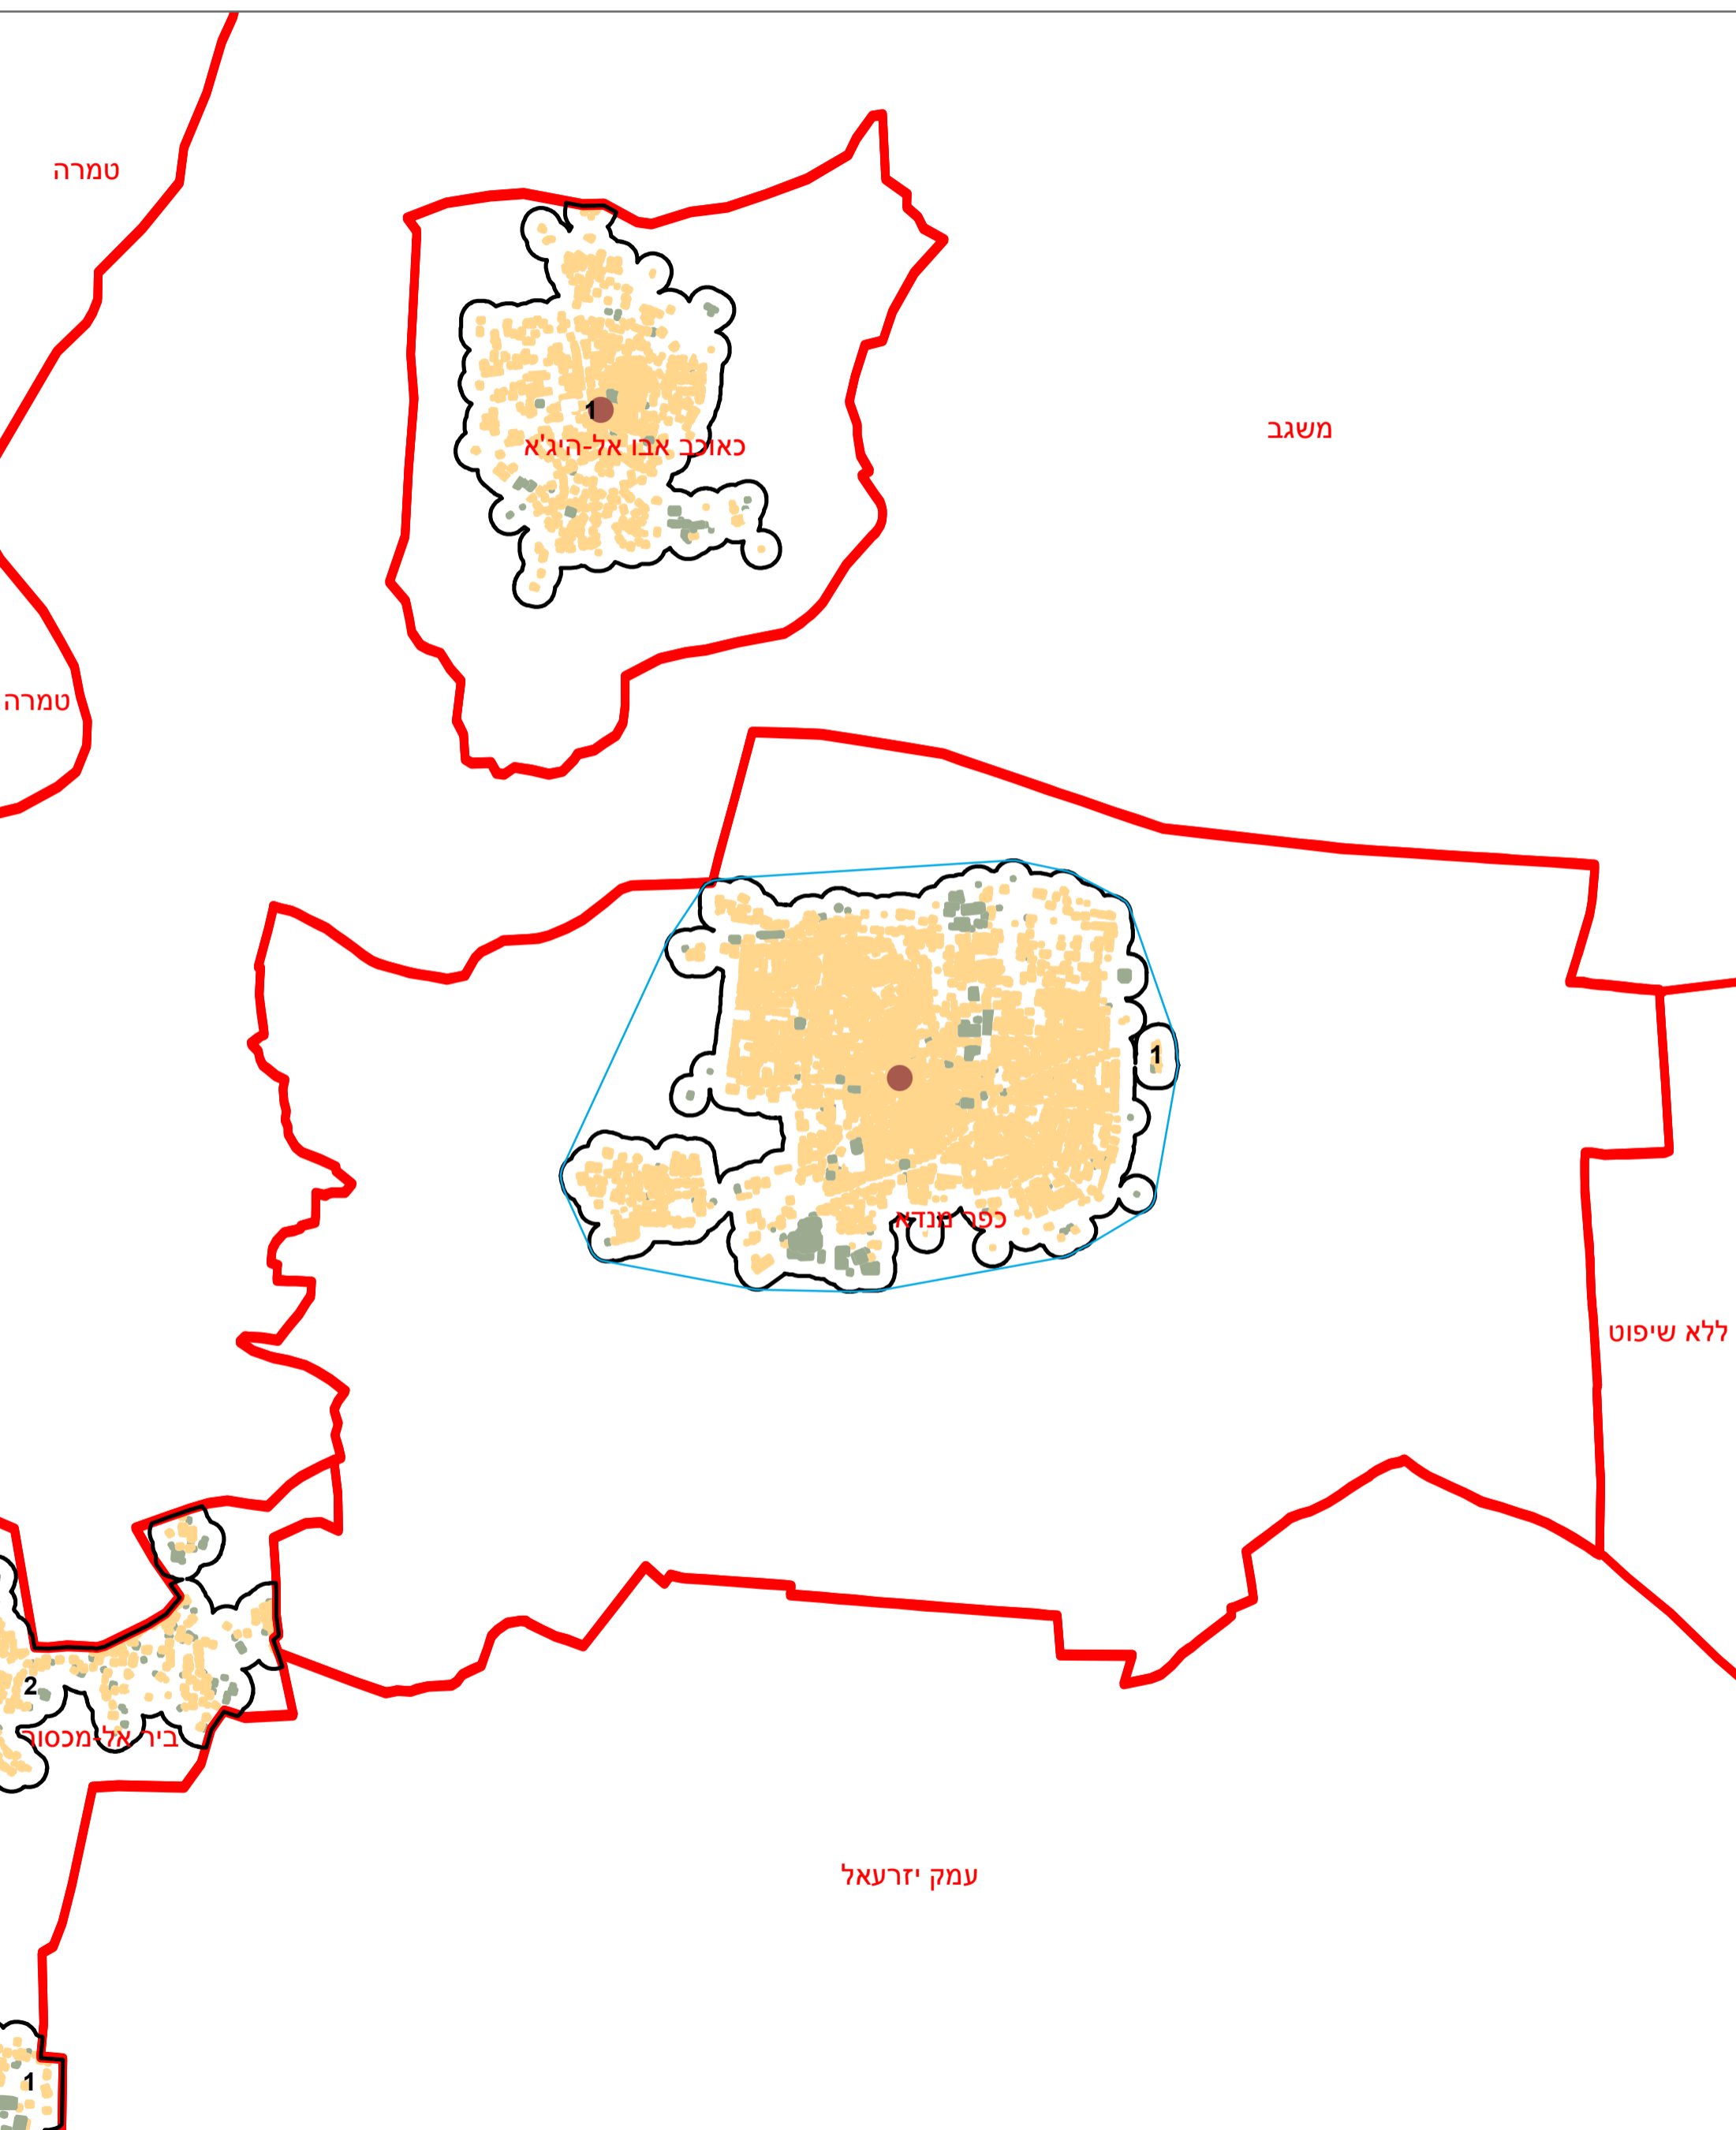 טמרה
משגב
1
כאוכב אבו אל-היג'א
טמרה
1
כפר מנדא
ללא שיפוט
2
ביר אל-מכסור
עמק יזרעאל
1